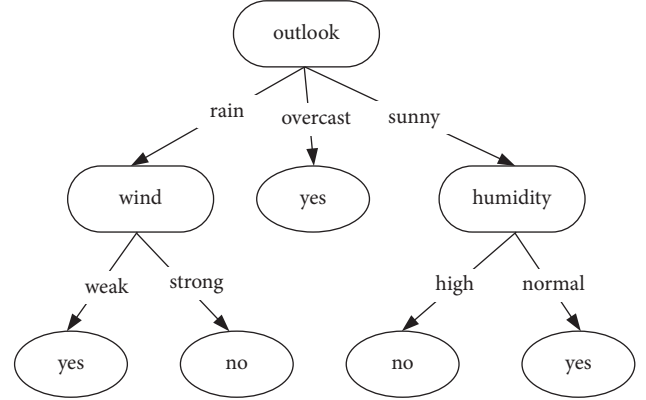 outlook
rain
overcast
sunny
wind
yes
humidity
weak
strong
high
normal
yes
no
no
yes